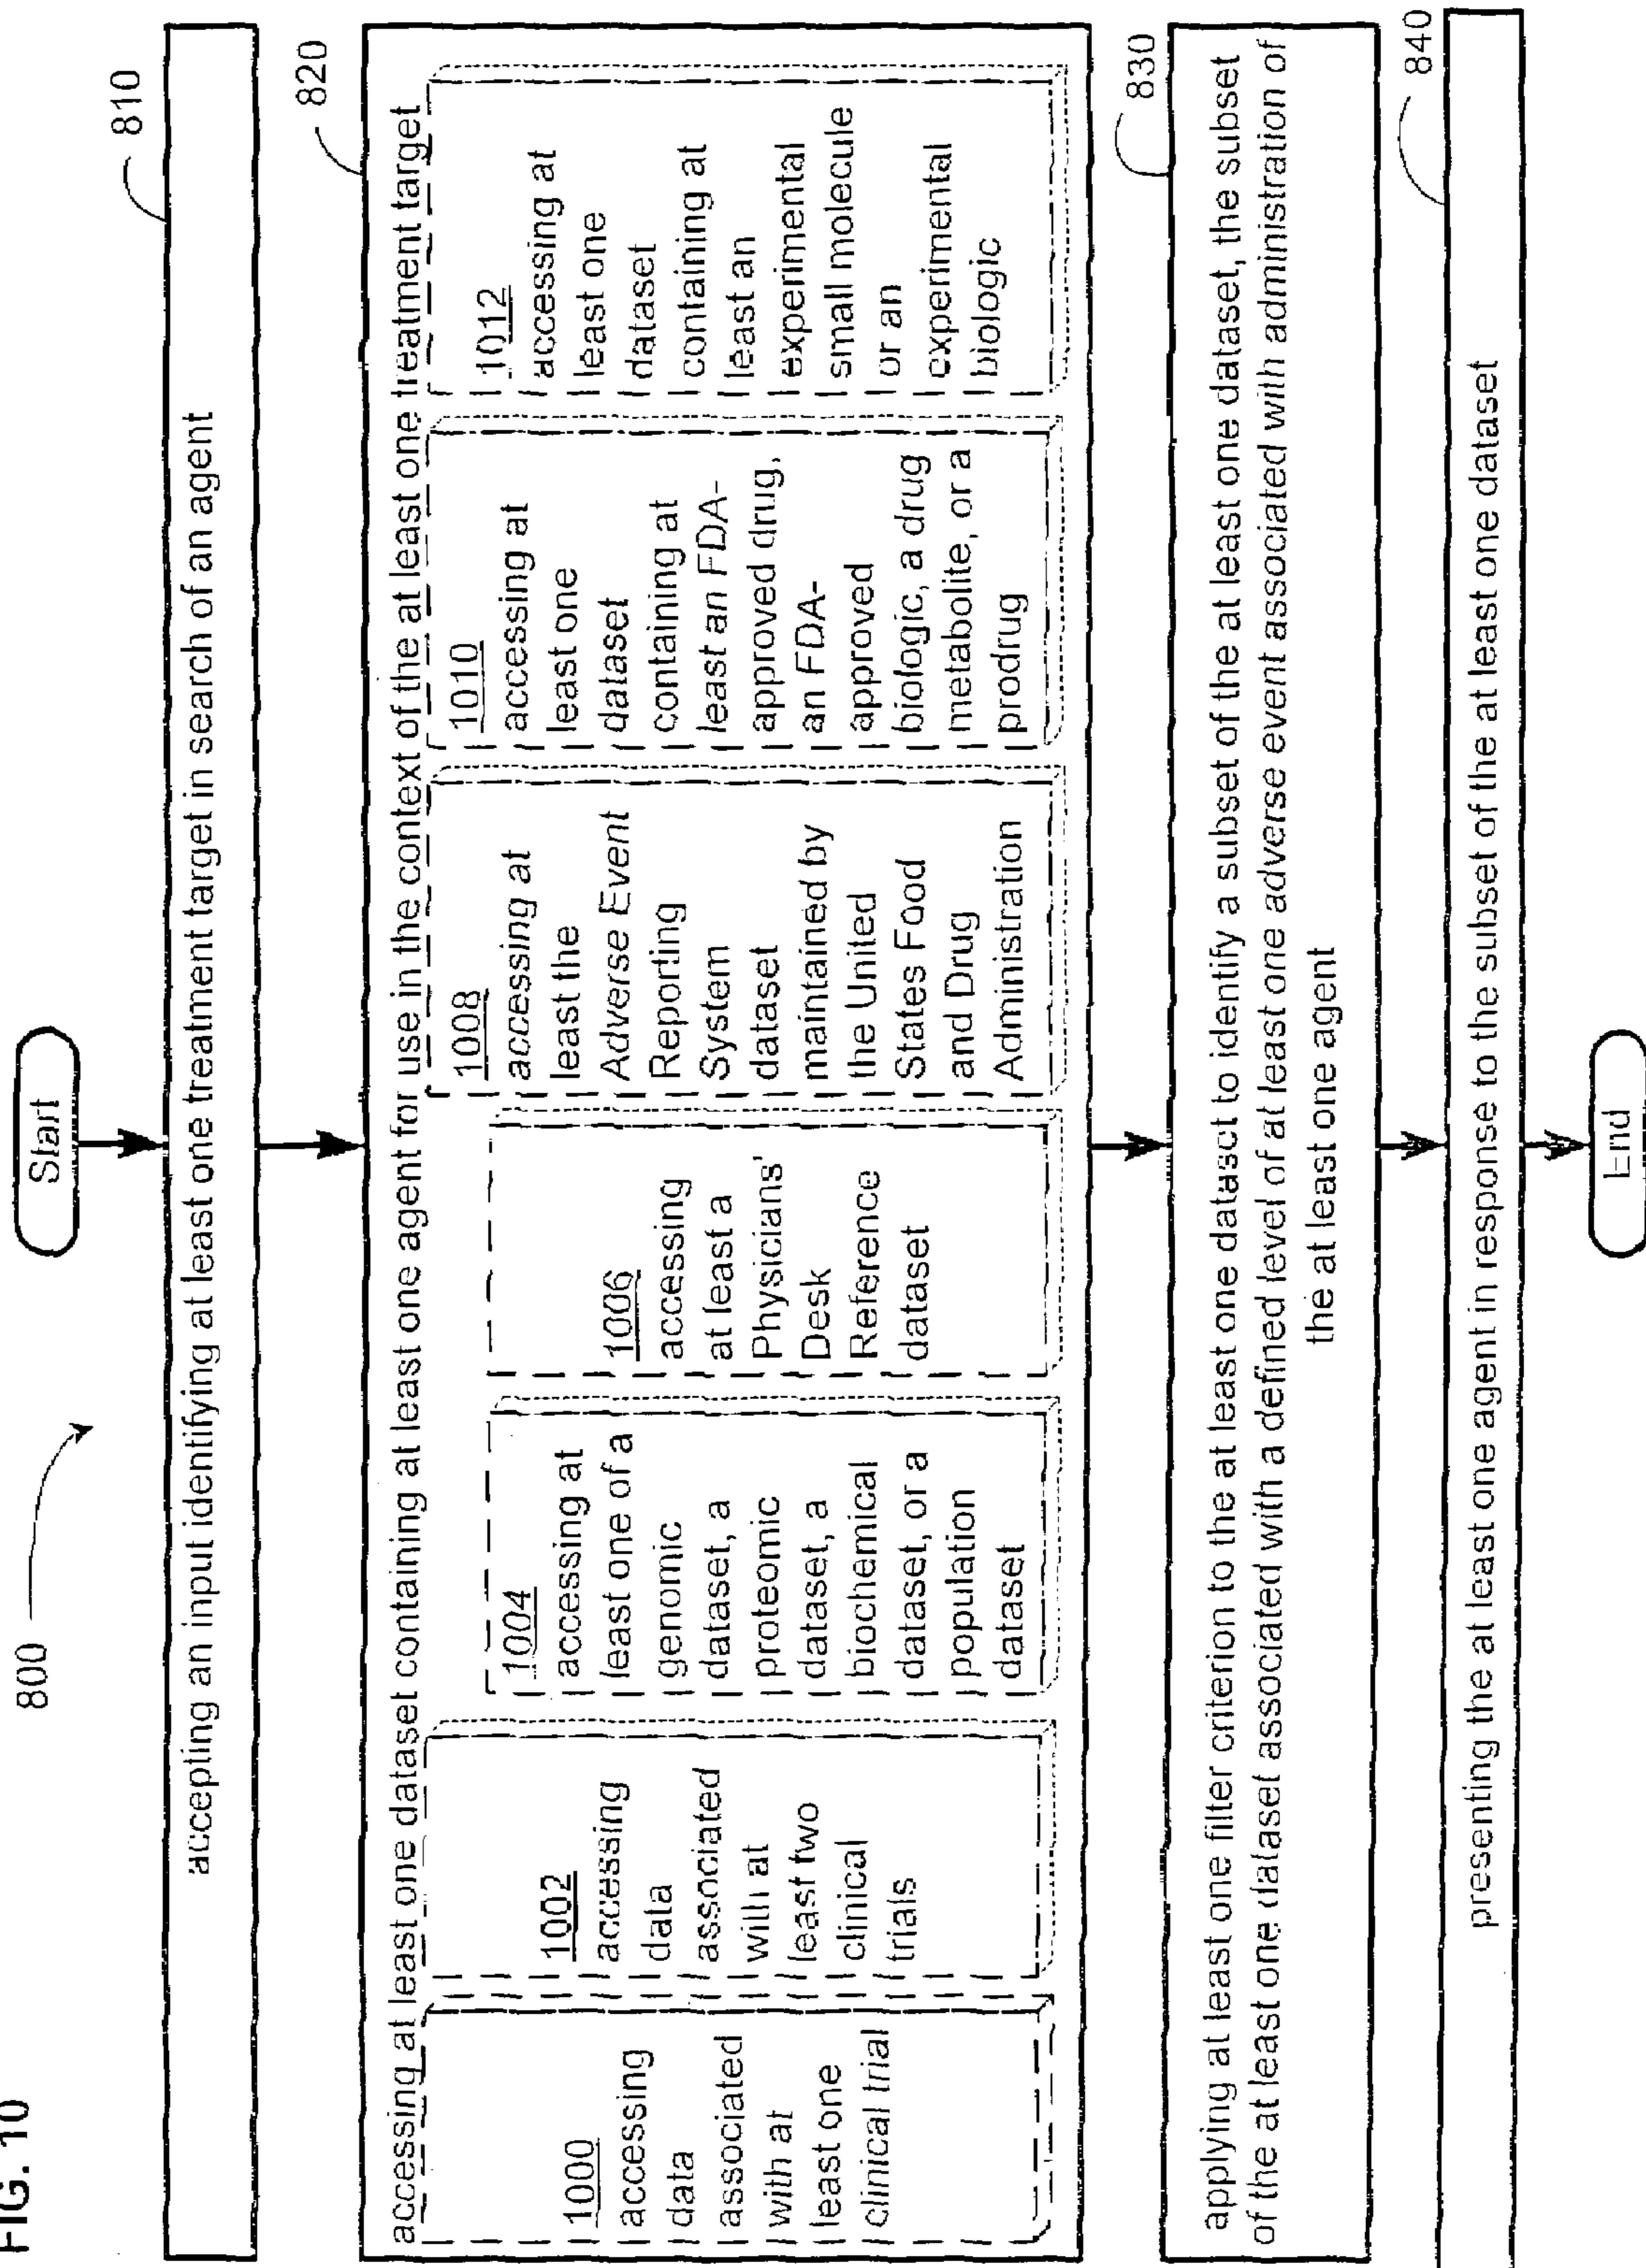 FIG. 10
800
Start
810
accepting an input identifying at least one treatment target in search of an agent
820
accessing at least one dataset containing at least one agent for use in the context of the at least one treatment target
1000
accessing
data
associated
with at
least one
clinical trial
1002
accessing
data
associated
with at
least two
clinical
trials
1004
accessing at
least one of a
genomic
dataset, a
proteomic
dataset, a
biochemical
dataset, or a
population
dataset
1006
accessing
at least a
Physicians'
Desk
Reference
dataset
1008
accessing at
least the
Adverse Event
Reporting
System
dataset
maintained by
the United
States Food
and Drug
Administration
1010
accessing at
least one
dataset
containing at
least an FDA-
approved drug,
an FDA-
approved
biologic, a drug
metabolite, or a
prodrug
1012
accessing at
least one
dataset
containing at
least an
experimental
small molecule
or an
experimental
biologic
830
applying at least one filter criterion to the at least one dataset to identify a subset of the at least one dataset, the subset
of the at least one dataset associated with a defined level of at least one adverse event associated with administration of
the at least one agent
840
presenting the at least one agent in response to the subset of the at least one dataset
End